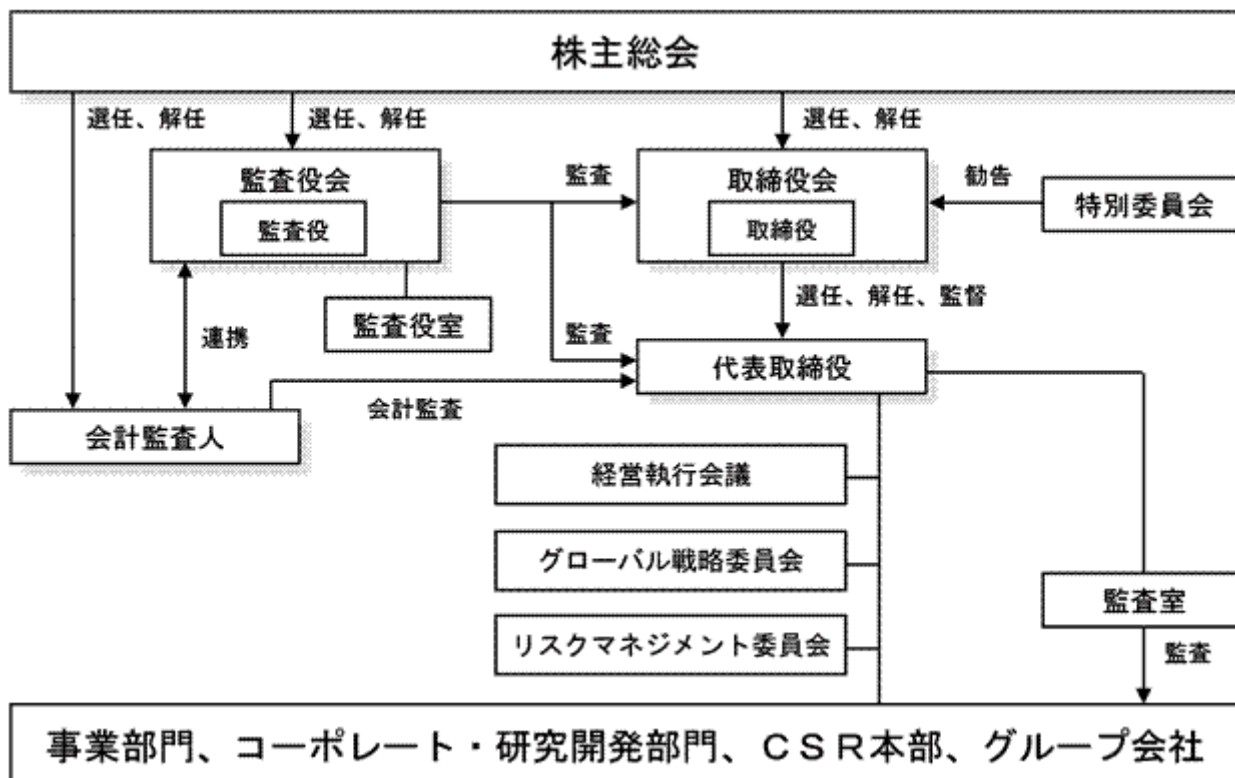 株主総会
選任、解任
選任、解任
選任、解任
監査役会
監査役
監査
取締役会
取締役
勧告
特別委員会
選任、解任、監督
監査役室
連携
監査
代表取締役
会計監査
会計監査人
経営執行会議
グローバル戦略委員会
監査室
リスクマネジメント委員会
監査
事業部門、コーポレート・研究開発部門、ＣＳＲ本部、グループ会社